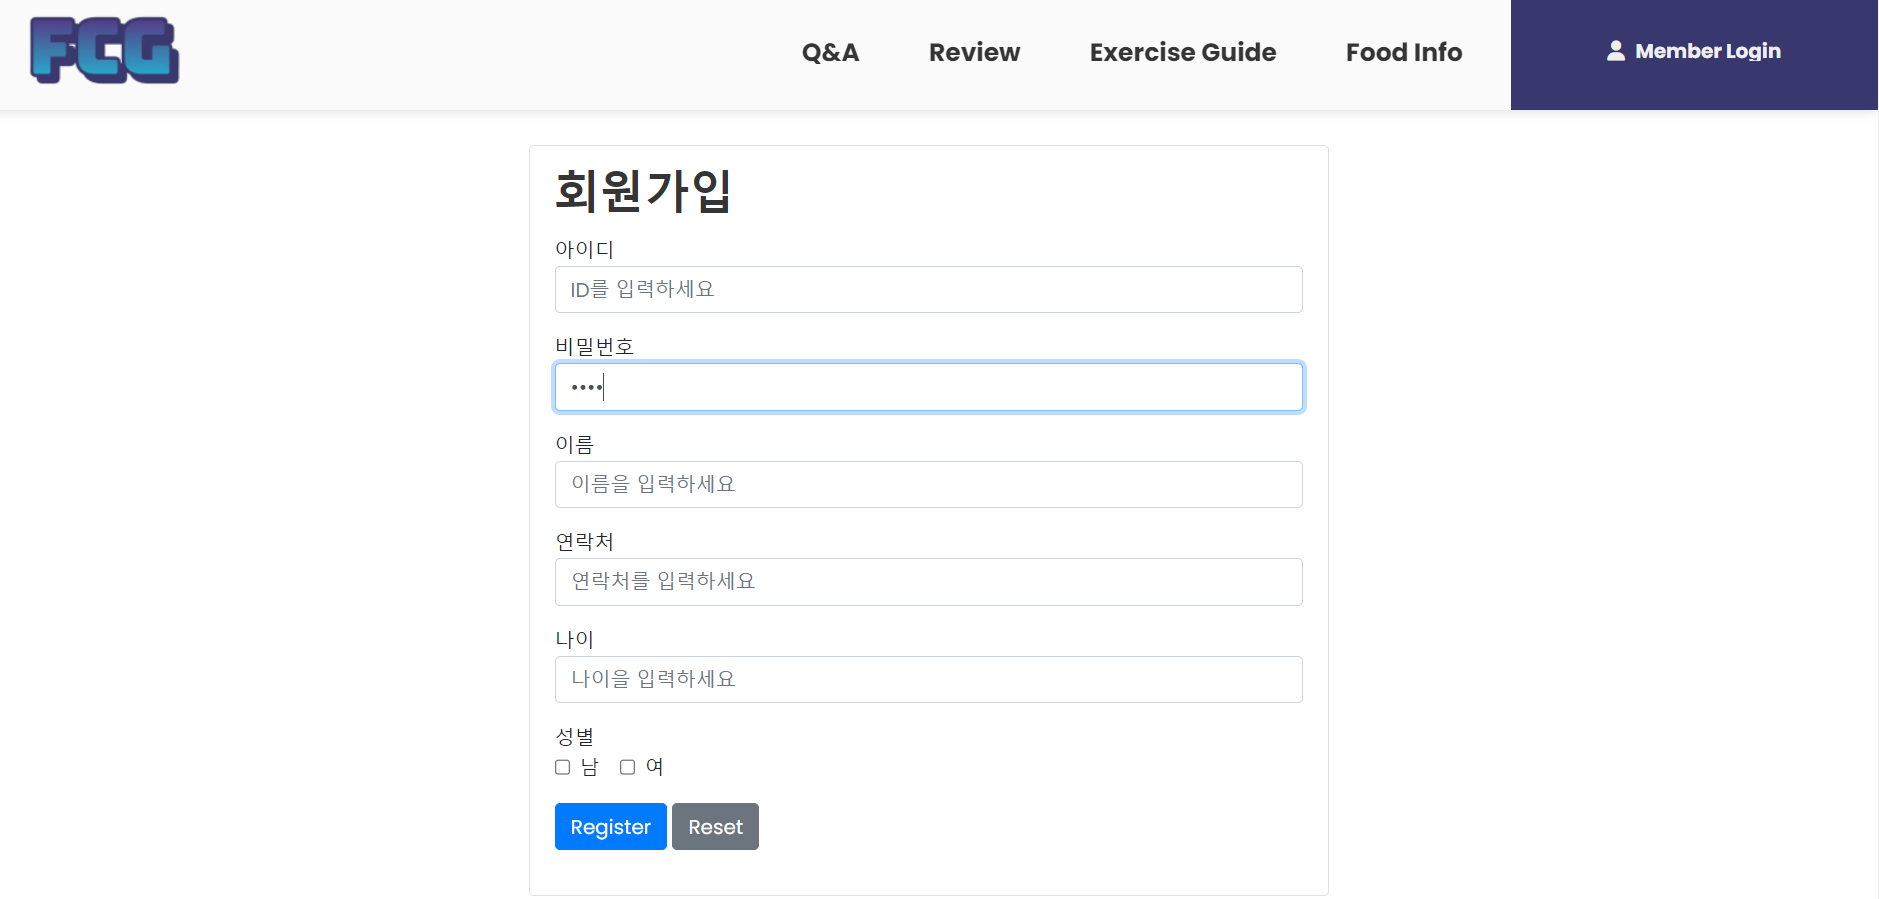 FCG
Q&A Review Exercise Guide Food Info Member Login
회원가입
아이디
ID를 입력하세요
비밀번호
••••
이름
이름을 입력하세요
연락처
연락처를 입력하세요
나이
나이을 입력하세요
성별
남 여
Register Reset